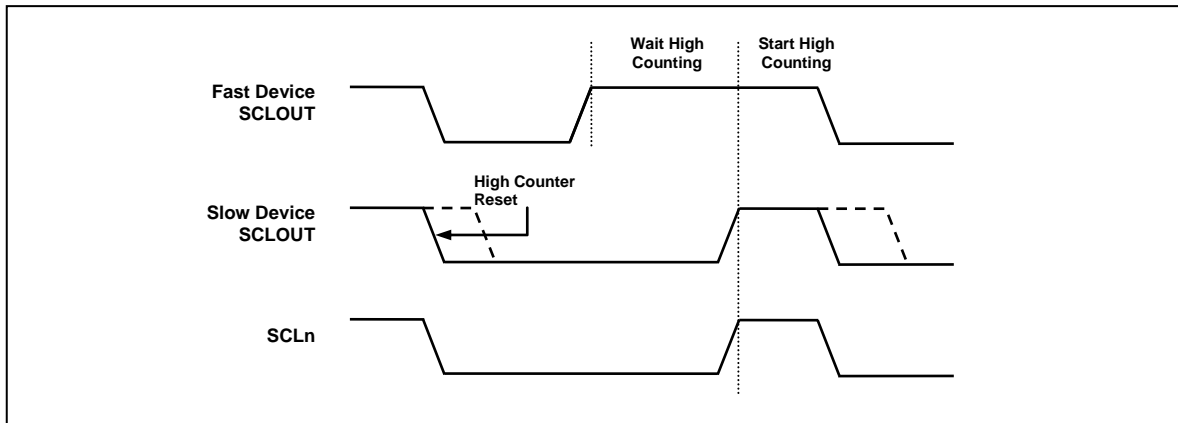 Wait High
Counting
Start High
Counting
Fast Device
SCLOUT
High Counter
Reset
Slow Device
SCLOUT
SCLn